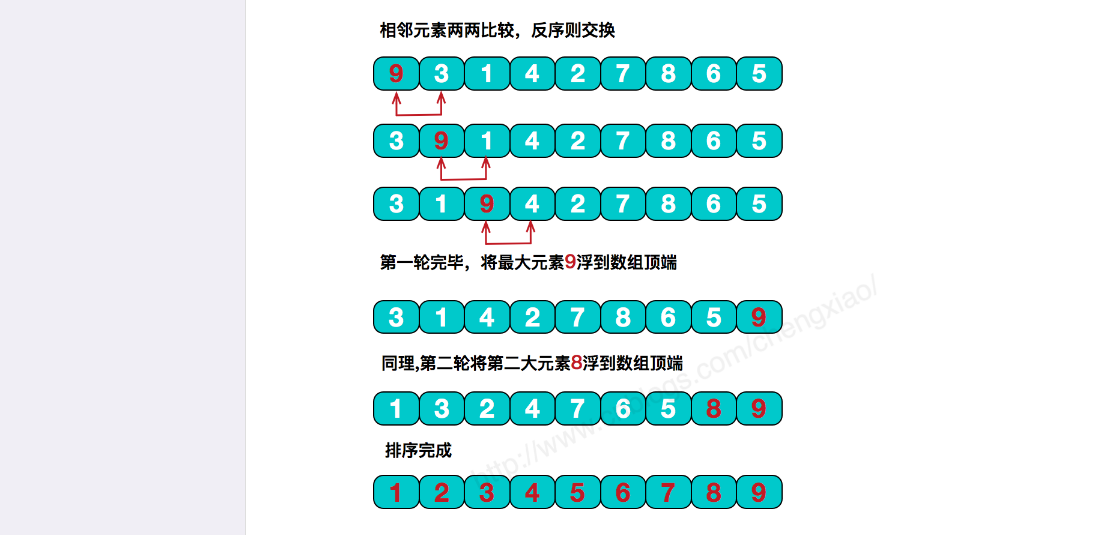 相邻元素两两比较，反序则交换
9 3 1 4 2 7 8 6 5
3 9 1 4 2 7 8 6 5
3 1 9 4 2 7 8 6 5
第一轮完毕，将最大元素9浮到数组顶端
3 1 4 2 7 8 6 5 9
同理,第二轮将第二大元素8浮到数组顶端
1 3 2 4 7 6 5 8 9
排序完成
1 2 3 4 5 6 7 8 9